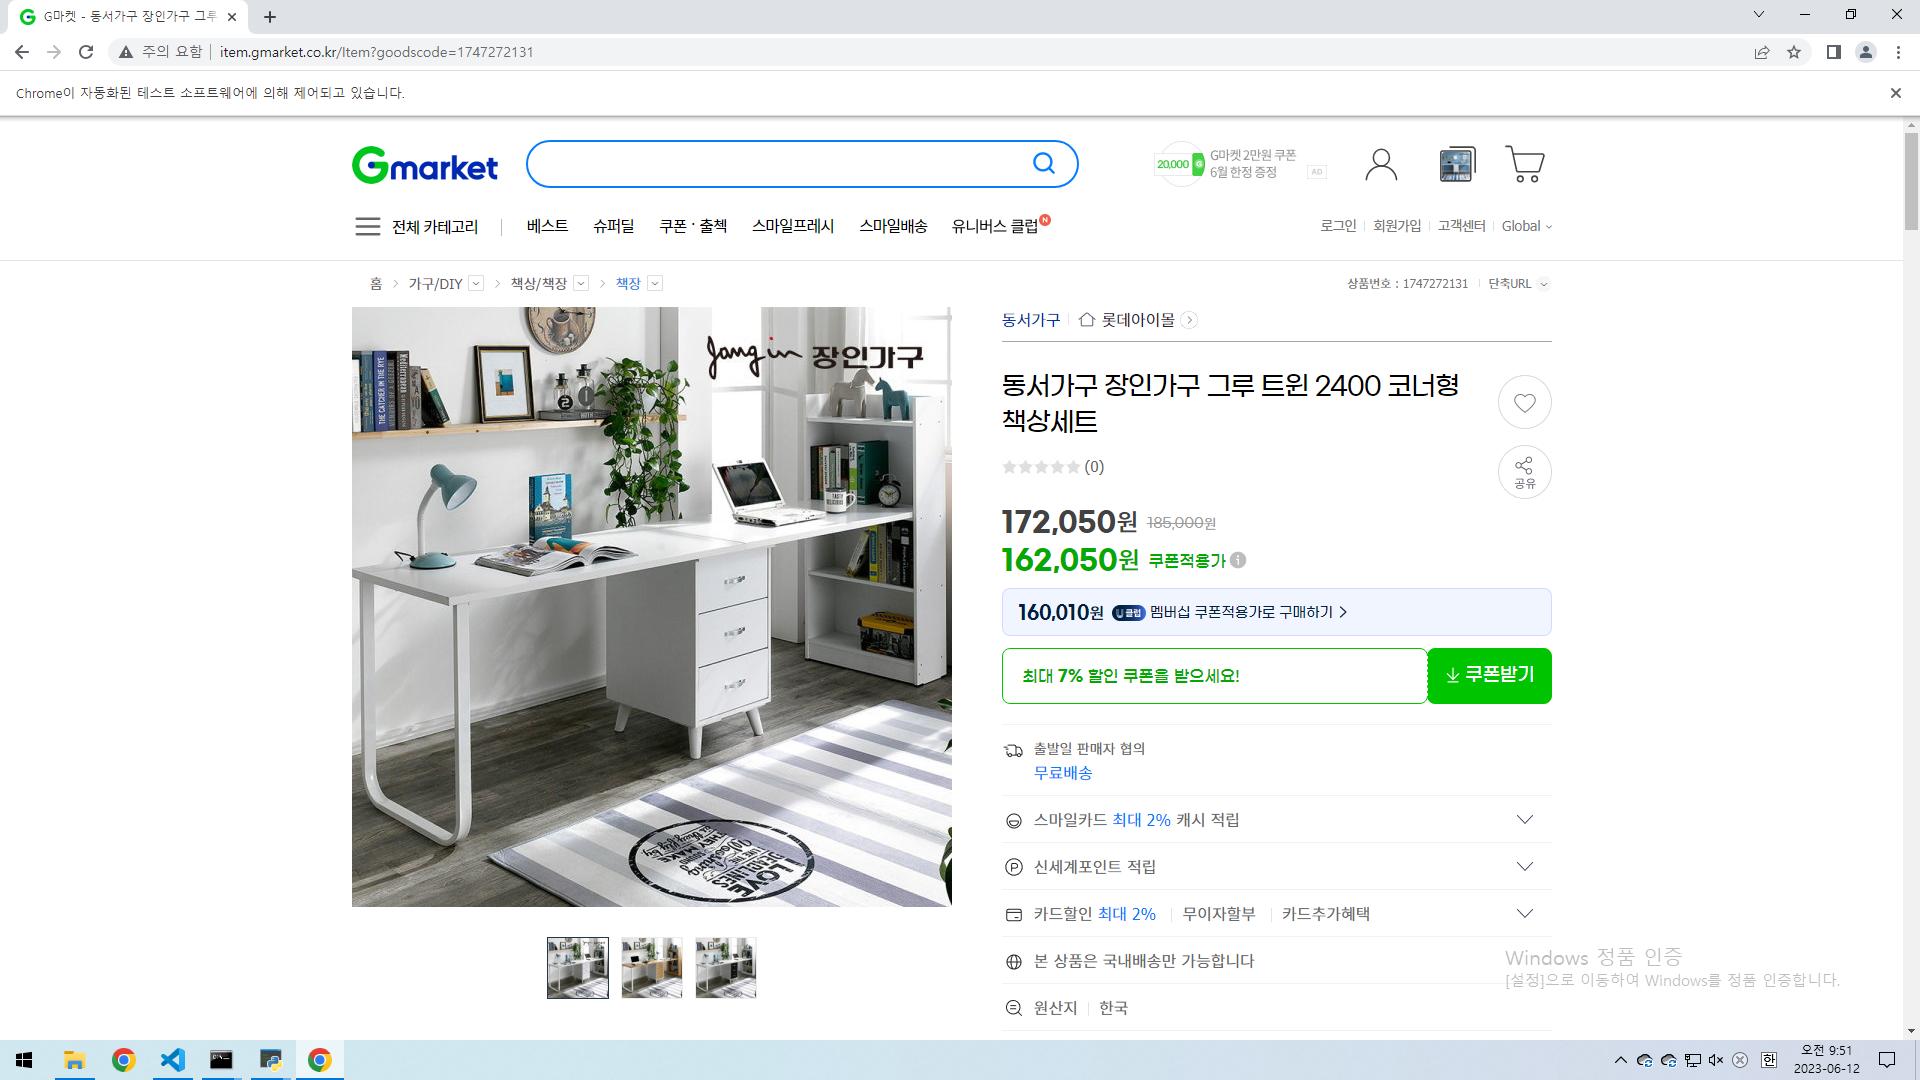 G마켓 - 동서가구 장인가구 그루
주의 요함 item.gmarket.co.kr/Item?goodscode=1747272131
Chrome이 자동화된 테스트 소프트웨어에 의해 제어되고 있습니다.
Gmarket
20,000 G마켓 2만원 쿠폰
6월 한정 증정 AD
전체 카테고리 베스트 슈퍼딜 쿠폰·출첵 스마일프레시 스마일배송 유니버스 클럽 N
로그인 회원가입 고객센터 Global
홈 가구/DIY 책상/책장 책장
상품번호 : 1747272131 단축URL
Jangin 장인가구
THE CATCHER IN THE RYE
LOVE
DEADLINES
동서가구 롯데아이몰
동서가구 장인가구 그루 트윈 2400 코너형
책상세트
(0)
공유
172,050원 185,000원
162,050원 쿠폰적용가
160,010원 U클럽 멤버십 쿠폰적용가로 구매하기
최대 7% 할인 쿠폰을 받으세요! 쿠폰받기
출발일 판매자 협의
무료배송
스마일카드 최대 2% 캐시 적립
신세계포인트 적립
카드할인 최대 2% 무이자할부 카드추가혜택
본 상품은 국내배송만 가능합니다
원산지 한국
Windows 정품 인증
[설정]으로 이동하여 Windows를 정품 인증합니다.
한
오전 9:51
2023-06-12